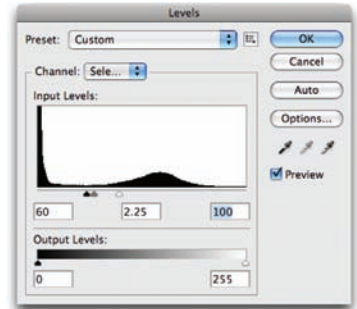 Levels
Preset: Custom
OK
Cancel
Channel: Sele...
Auto
Input Levels:
Options...
Preview
60 2.25 100
Output Levels:
0 255